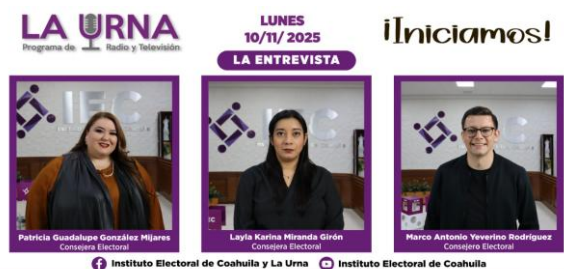 LA URNA
Programa de Radio y Televisión
LUNES
10/11/ 2025
LA ENTREVISTA
¡Iniciamos!
IEC
IEC
Patricia Guadalupe González Mijares
Consejera Electoral
Layla Karina Miranda Girón
Consejera Electoral
Marco Antonio Yeverino Rodríguez
Consejero Electoral
Instituto Electoral de Coahuila y La Urna
Instituto Electoral de Coahuila